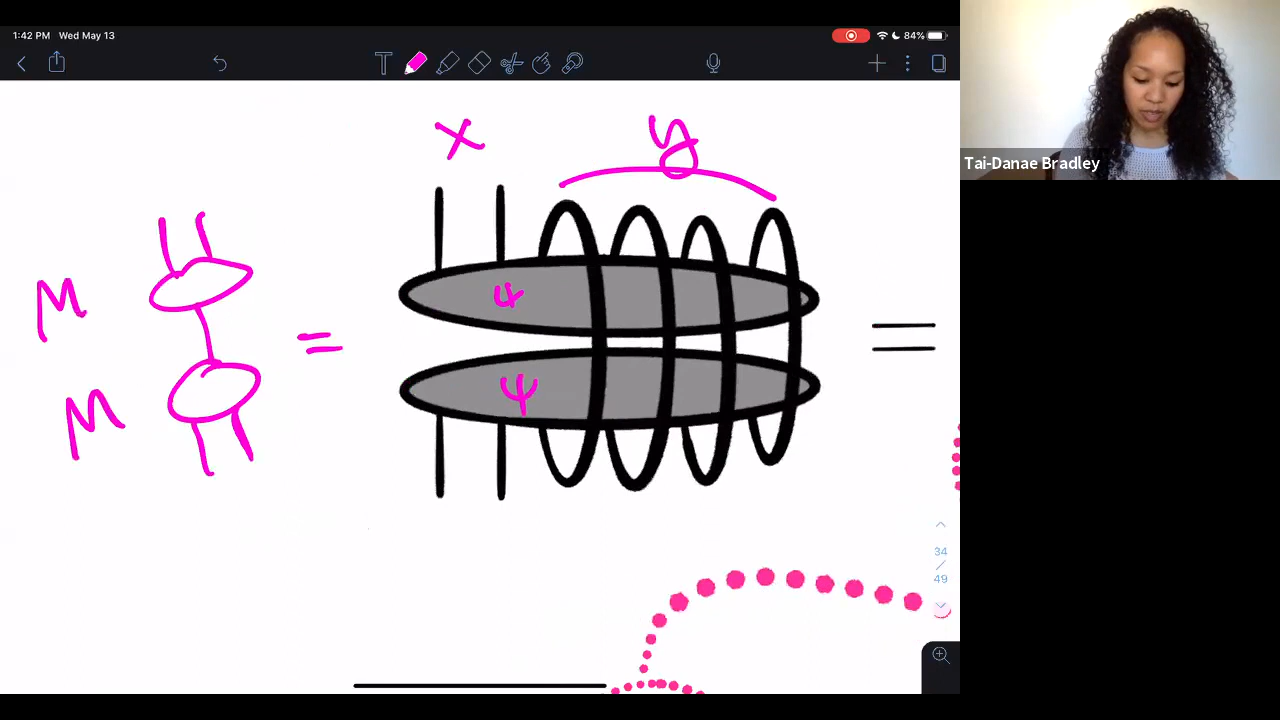 1:42 PM Wed May 13
84%
T
Tai-Danae Bradley
x y
M
=
ψ
=
M
ψ
34
/
49